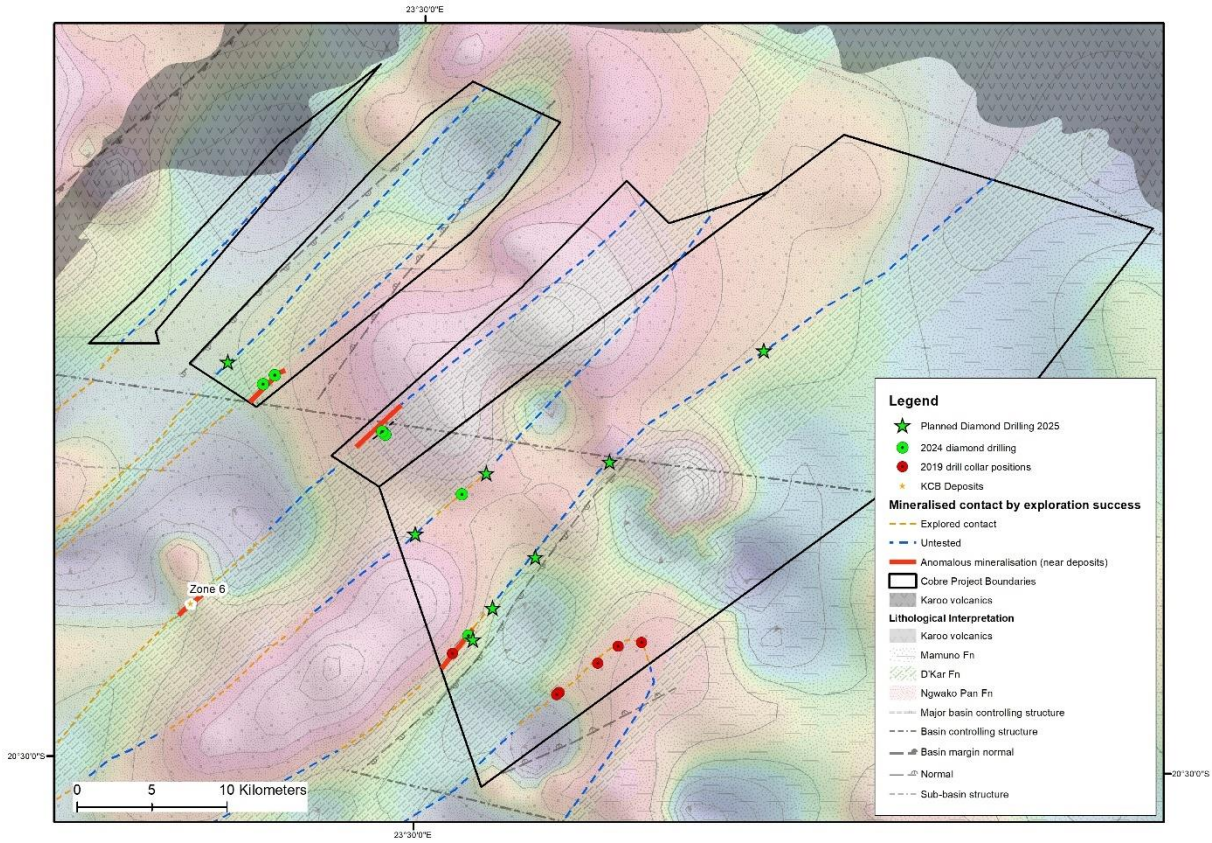 23°30'0"E
Zone 6
20°30'0"S
0 5 10 Kilometers
23°30'0"E
Legend
Planned Diamond Drilling 2025
2024 diamond drilling
2019 drill collar positions
KCB Deposits
Mineralised contact by exploration success
Explored contact
Untested
Anomalous mineralisation (near deposits)
Cobre Project Boundaries
Karoo volcanics
Lithological Interpretation
Karoo volcanics
Mamuno Fn
D'Kar Fn
Ngwako Pan Fn
Major basin controlling structure
Basin controlling structure
Basin margin normal
Normal
Sub-basin structure
20°30'0"S